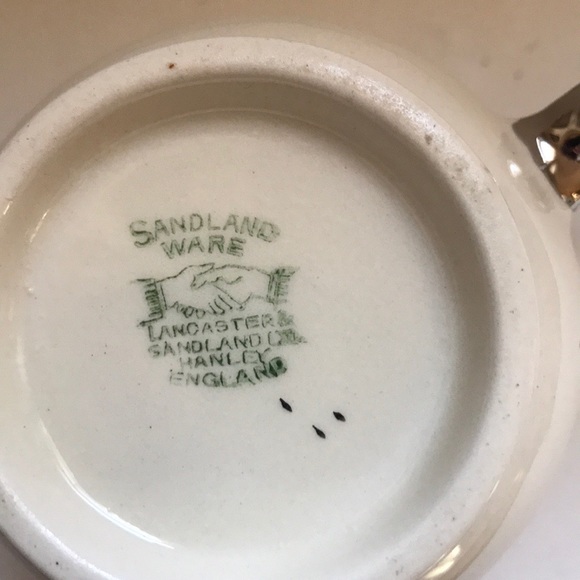 SANDLAND
WARE
LANCASTER &
SANDLAND LTD.
HANLEY
ENGLAND